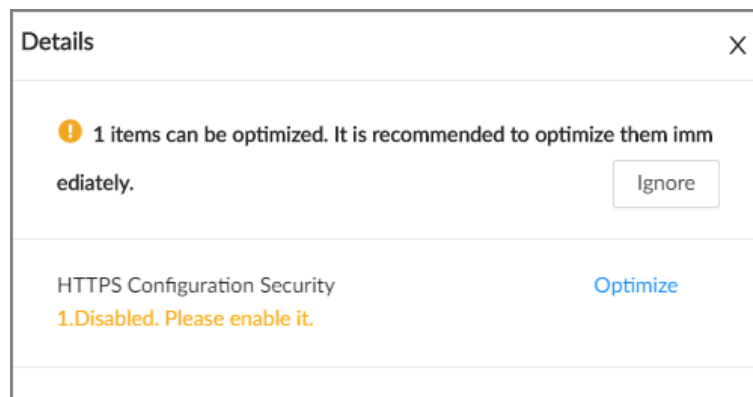 Details
X
1 items can be optimized. It is recommended to optimize them imm
ediately.
Ignore
HTTPS Configuration Security
Optimize
1.Disabled. Please enable it.